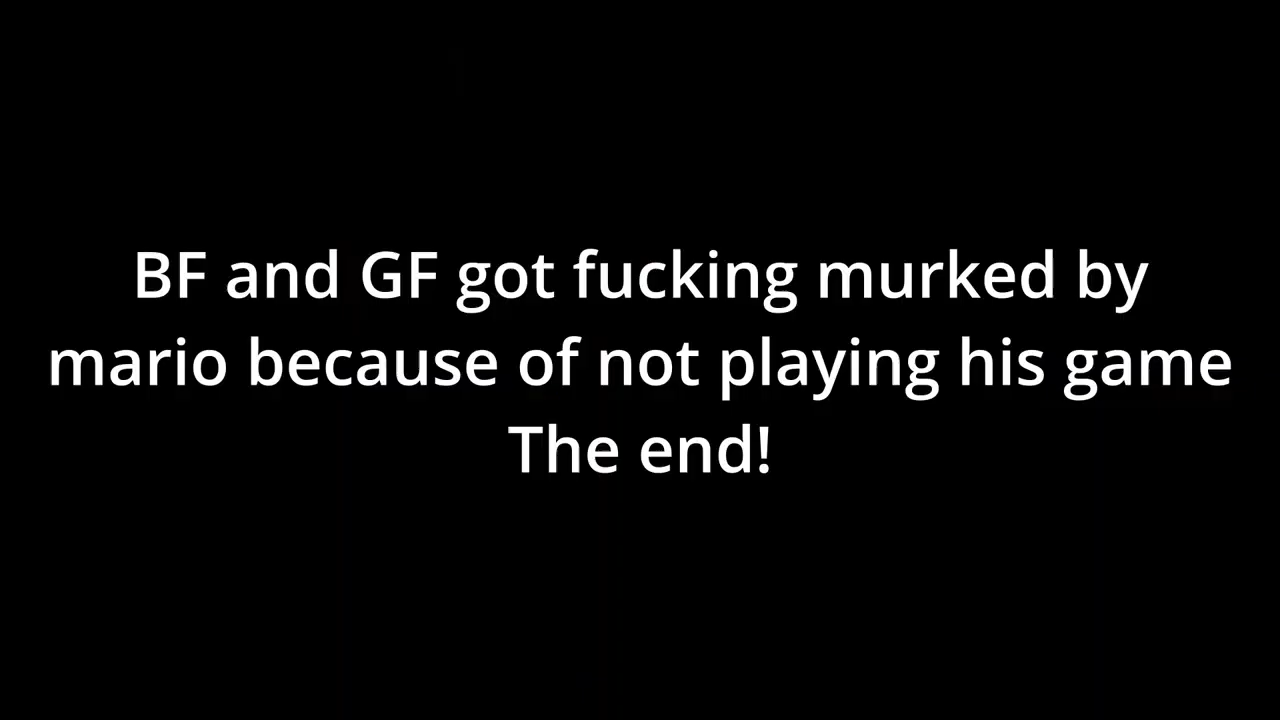 BF and GF got fucking murked by
mario because of not playing his game
The end!